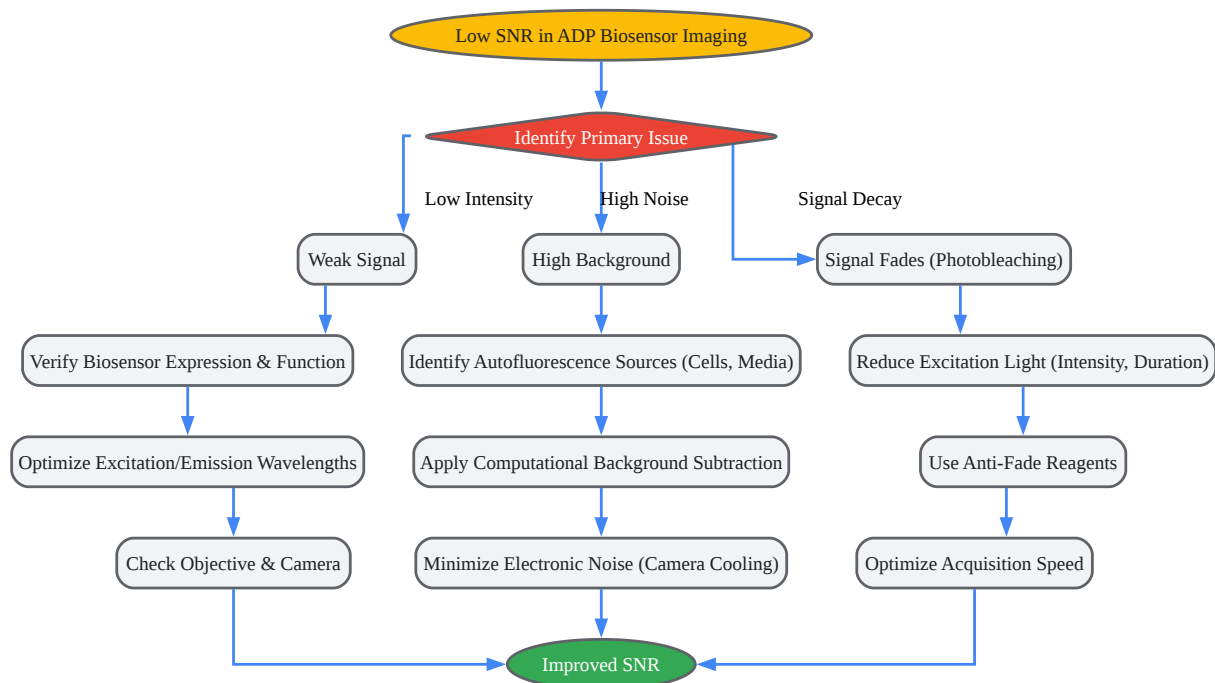 Low SNR in ADP Biosensor Imaging
Identify Primary Issue
Low Intensity
High Noise
Signal Decay
Weak Signal
High Background
Signal Fades (Photobleaching)
Verify Biosensor Expression & Function
Identify Autofluorescence Sources (Cells, Media)
Reduce Excitation Light (Intensity, Duration)
Optimize Excitation/Emission Wavelengths
Apply Computational Background Subtraction
Use Anti-Fade Reagents
Check Objective & Camera
Minimize Electronic Noise (Camera Cooling)
Optimize Acquisition Speed
Improved SNR